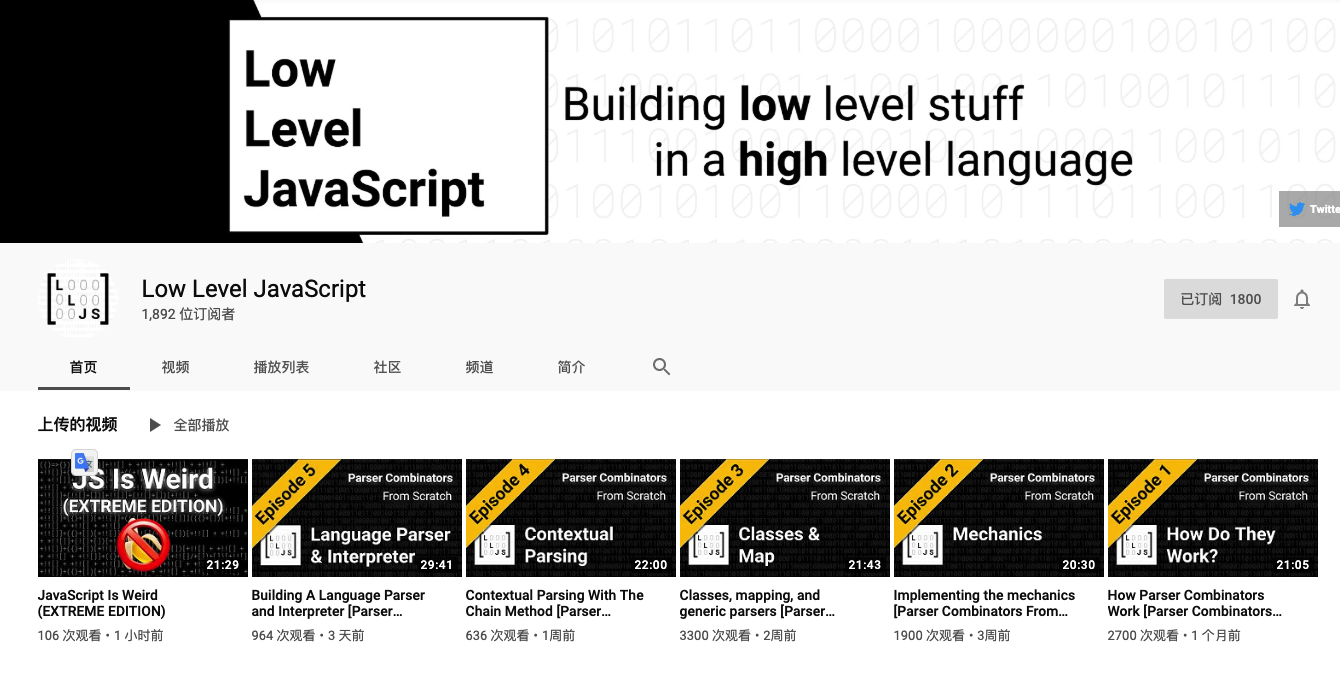 Low
Level
JavaScript
Building low level stuff
in a high level language
Low Level JavaScript
1,892 位订阅者
已订阅 1800
首页 视频 播放列表 社区 频道 简介
上传的视频 全部播放
JS Is Weird
(EXTREME EDITION)
21:29
JavaScript Is Weird
(EXTREME EDITION)
106 次观看・1 小时前
Episode 5
Parser Combinators
From Scratch
Language Parser
& Interpreter
29:41
Building A Language Parser
and Interpreter [Parser...
964 次观看・3 天前
Episode 4
Parser Combinators
From Scratch
Contextual
Parsing
22:00
Contextual Parsing With The
Chain Method [Parser...
636 次观看・1周前
Episode 3
Parser Combinators
From Scratch
Classes &
Map
21:43
Classes, mapping, and
generic parsers [Parser...
3300 次观看・2周前
Episode 2
Parser Combinators
From Scratch
Mechanics
20:30
Implementing the mechanics
[Parser Combinators From...
1900 次观看・3周前
Episode 1
Parser Combinators
From Scratch
How Do They
Work?
21:05
How Parser Combinators
Work [Parser Combinators...
2700 次观看・1 个月前